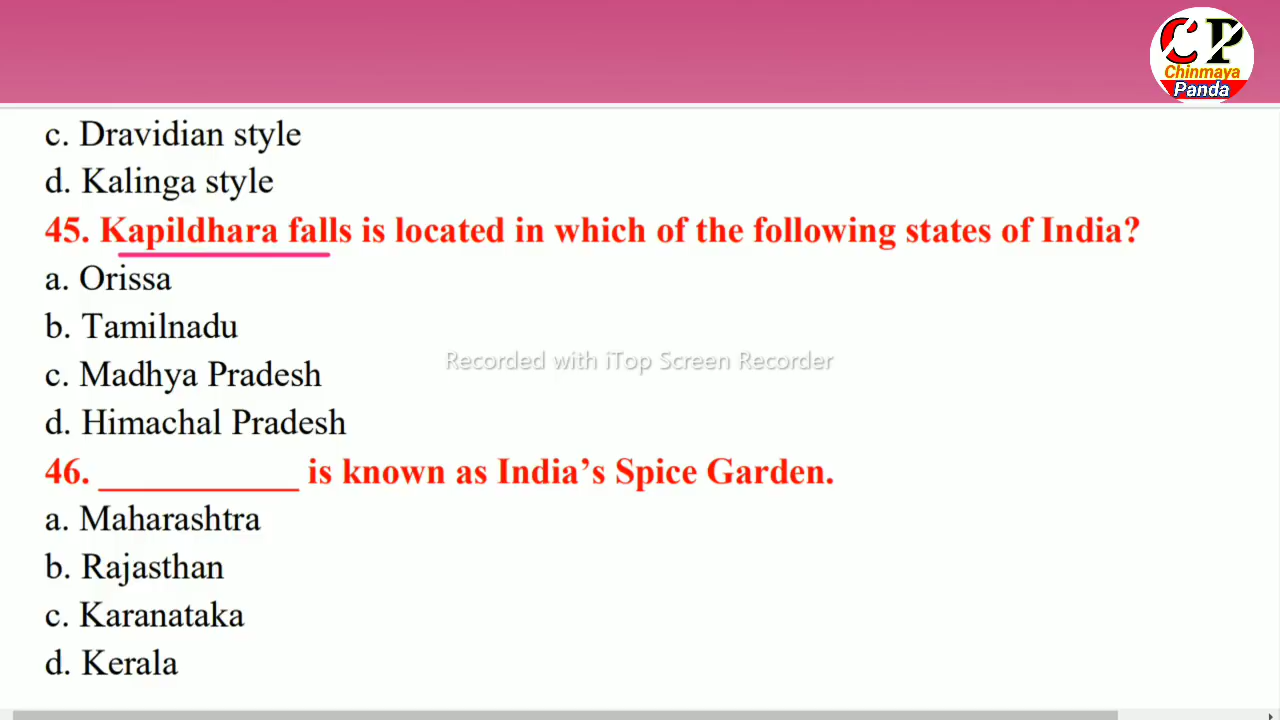 CP
Chinmaya
Panda
c. Dravidian style
d. Kalinga style
45. Kapildhara falls is located in which of the following states of India?
a. Orissa
b. Tamilnadu
Recorded with iTop Screen Recorder
c. Madhya Pradesh
d. Himachal Pradesh
46. __________ is known as India’s Spice Garden.
a. Maharashtra
b. Rajasthan
c. Karanataka
d. Kerala